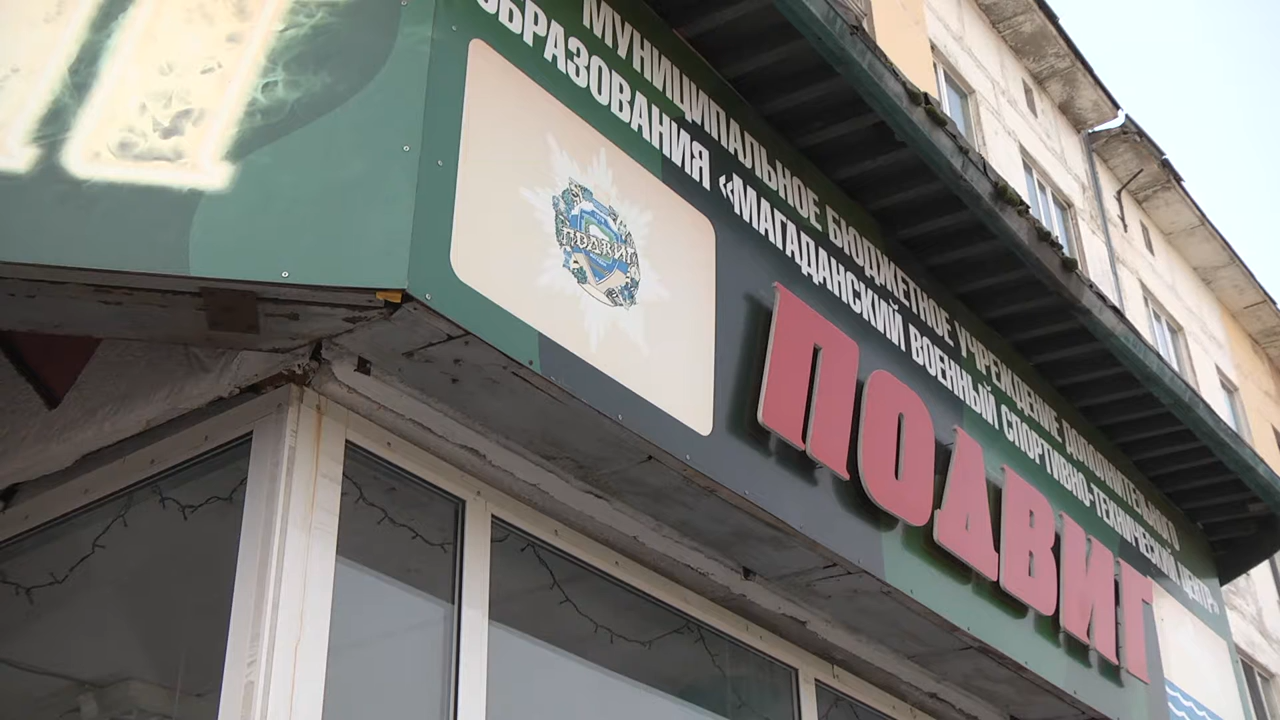 МУНИЦИПАЛЬНОЕ БЮДЖЕТНОЕ УЧРЕЖДЕНИЕ ДОПОЛНИТЕЛЬНОГО
ОБРАЗОВАНИЯ «МАГАДАНСКИЙ ВОЕННЫЙ СПОРТИВНО-ТЕХНИЧЕСКИЙ ЦЕНТР»
ПОДВИГ
ПОДВИГ